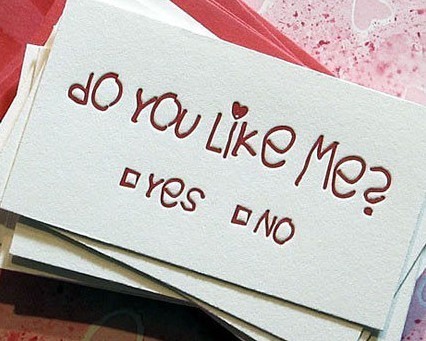 do you like me?
□ yes □ no